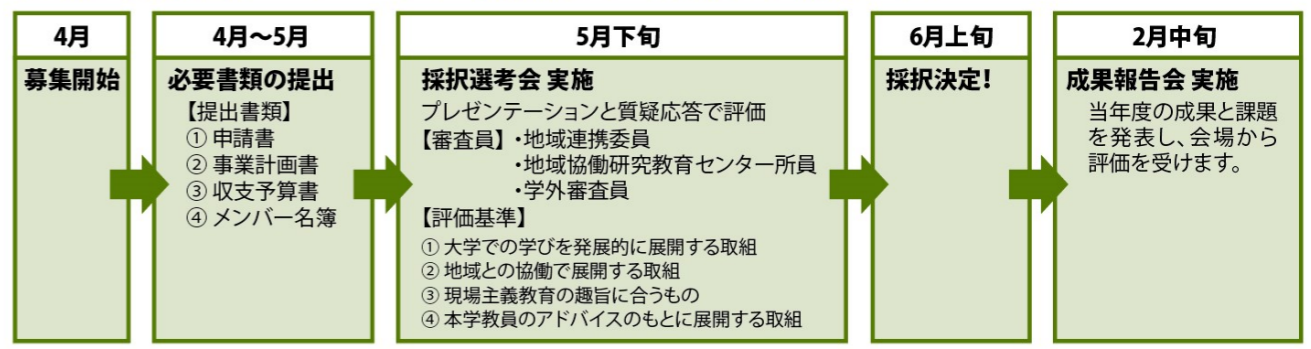 4月
募集開始
4月～5月
必要書類の提出
【提出書類】
① 申請書
② 事業計画書
③ 収支予算書
④ メンバー名簿
5月下旬
採択選考会 実施
プレゼンテーションと質疑応答で評価
【審査員】・地域連携委員
・地域協働研究教育センター所員
・学外審査員
【評価基準】
① 大学での学びを発展的に展開する取組
② 地域との協働で展開する取組
③ 現場主義教育の趣旨に合うもの
④ 本学教員のアドバイスのもとに展開する取組
6月上旬
採択決定!
2月中旬
成果報告会 実施
当年度の成果と課題
を発表し、会場から
評価を受けます。